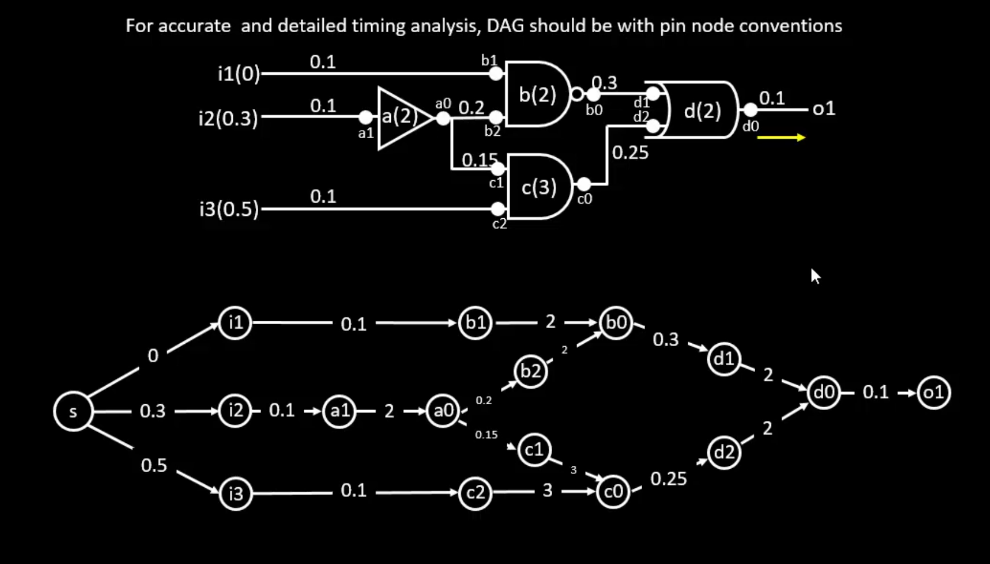 For accurate and detailed timing analysis, DAG should be with pin node conventions
i1(0) 0.1 b1
b(2) 0.3 b0 d1
i2(0.3) 0.1 a1 a(2) a0 0.2 b2
d2 d(2) d0 0.1 o1
0.15 c1 c(3) c0 0.25
i3(0.5) 0.1 c2
i1 0.1 b1 2 b0
0 2 b2 0.3 d1 2
s 0.3 i2 0.1 a1 2 a0 0.2 d0 0.1 o1
0.15 c1 3 d2 2
0.5 i3 0.1 c2 3 c0 0.25